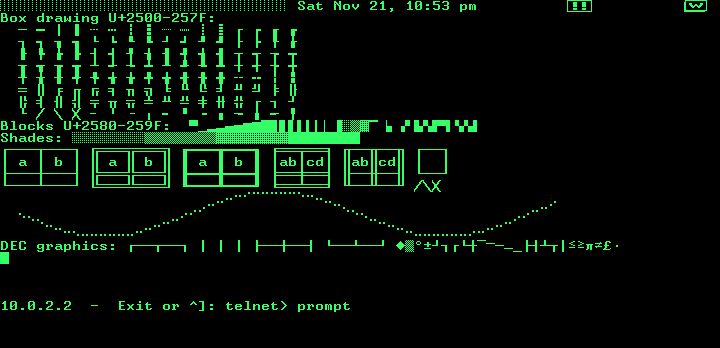 Sat Nov 21, 10:53 pm
Box drawing U+2500-257F:
Blocks U+2580-259F:
Shades:
a b a b a b ab cd ab cd
/\X
DEC graphics: ◆▒°±≤≥π≠£·
10.0.2.2 - Exit or ^]: telnet> prompt